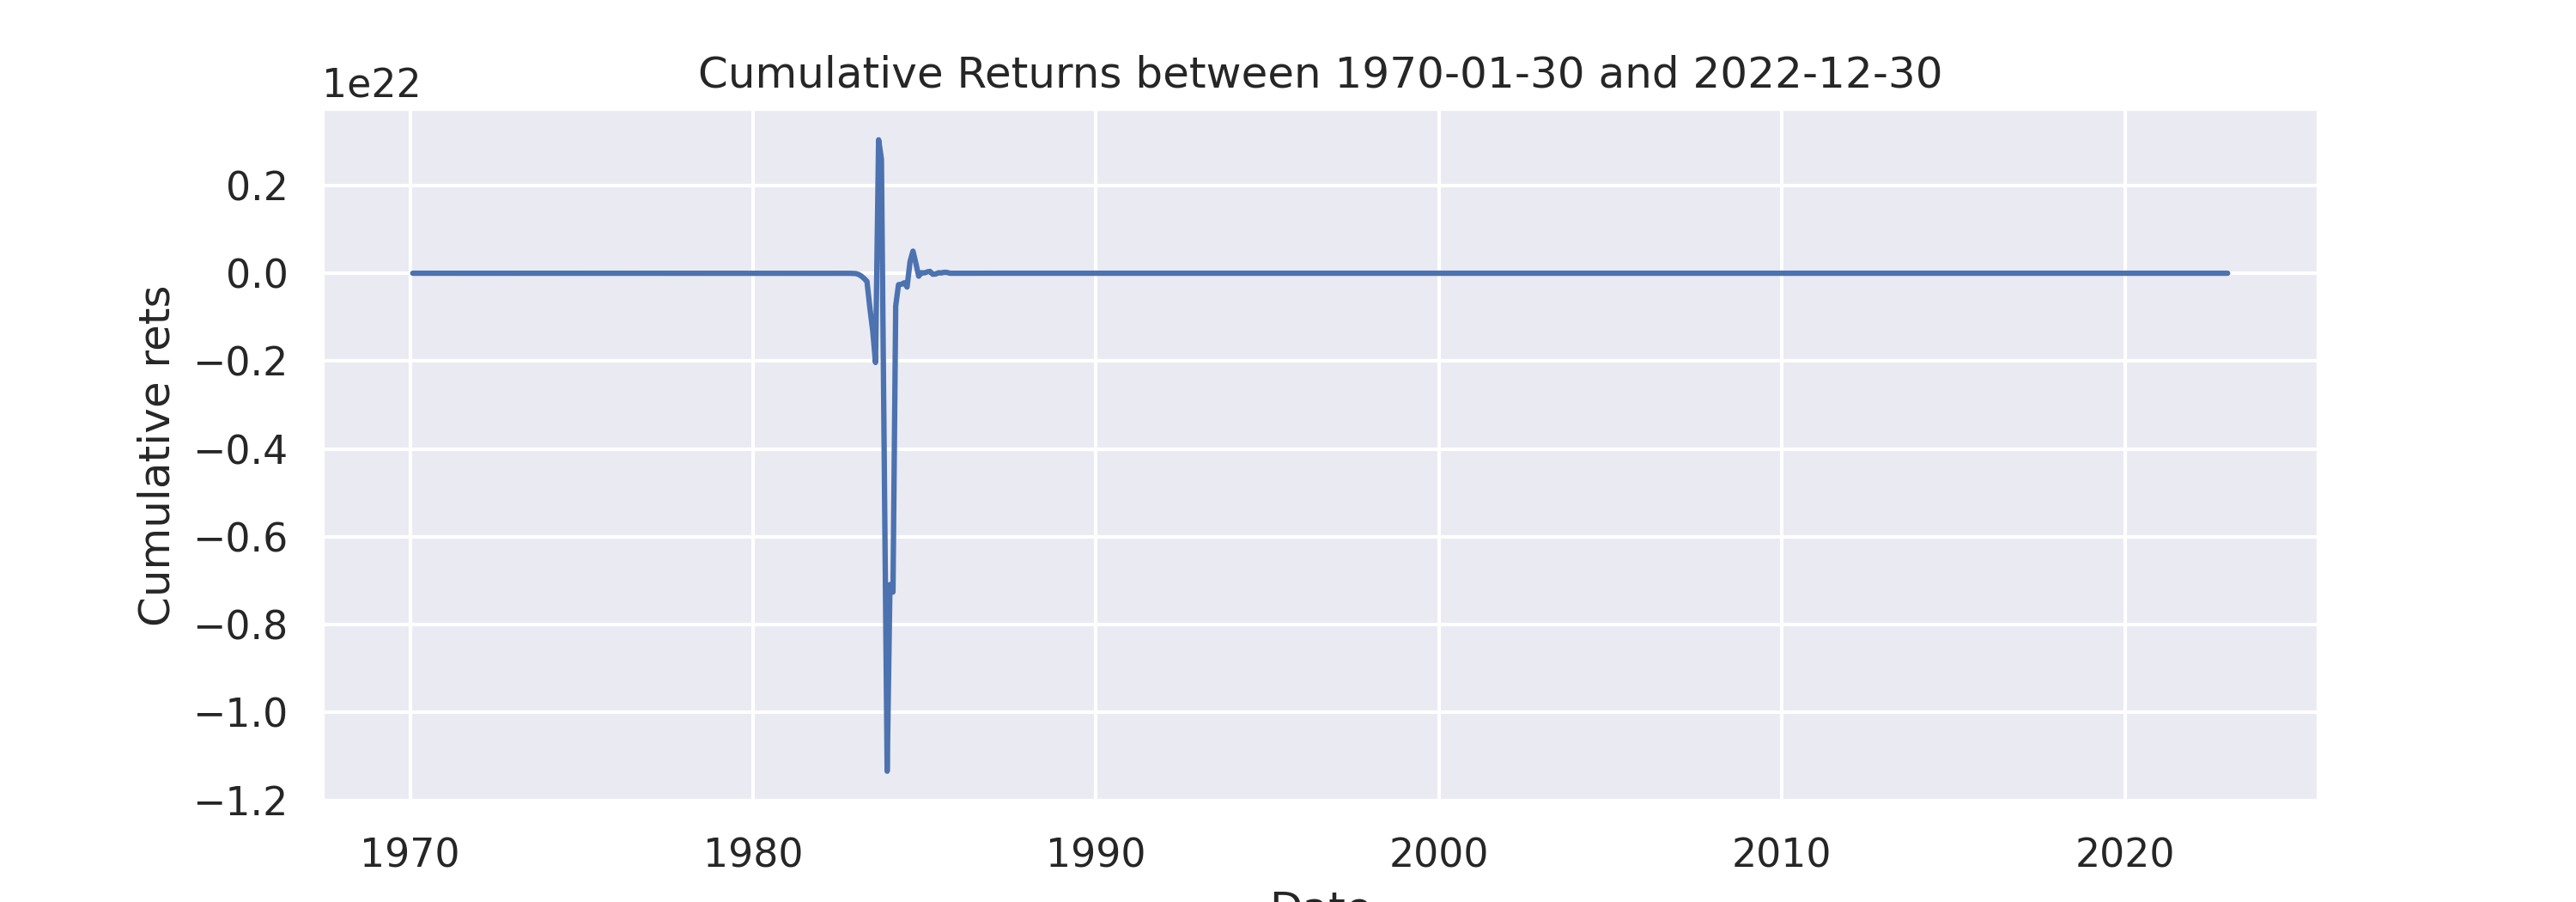 Cumulative Returns between 1970-01-30 and 2022-12-30
1e22
Cumulative rets
0.2
0.0
−0.2
−0.4
−0.6
−0.8
−1.0
−1.2
1970 1980 1990 2000 2010 2020
Date